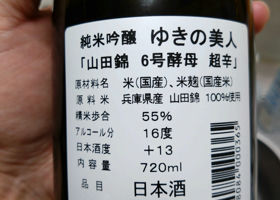 純米吟醸 ゆきの美人
「山田錦 6号酵母 超辛」
原材料名 米(国産)、米麹(国産米)
原料米 兵庫県産 山田錦 100%使用
精米歩合 55%
アルコール分 16度
日本酒度 +13
内容量 720ml
品目 日本酒